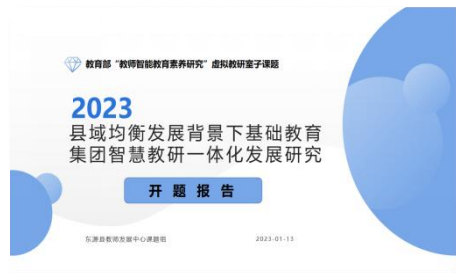 教育部“教师智能教育素养研究”虚拟教研室子课题
2023
县域均衡发展背景下基础教育
集团智慧教研一体化发展研究
开题报告
东源县教师发展中心课题组
2023-01-13